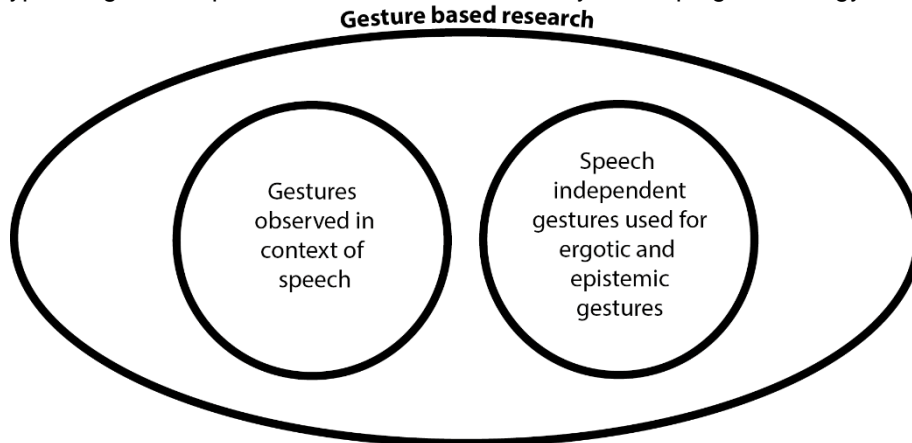 Gesture based research
Gestures
observed in
context of
speech
Speech
independent
gestures used for
ergotic and
epistemic
gestures